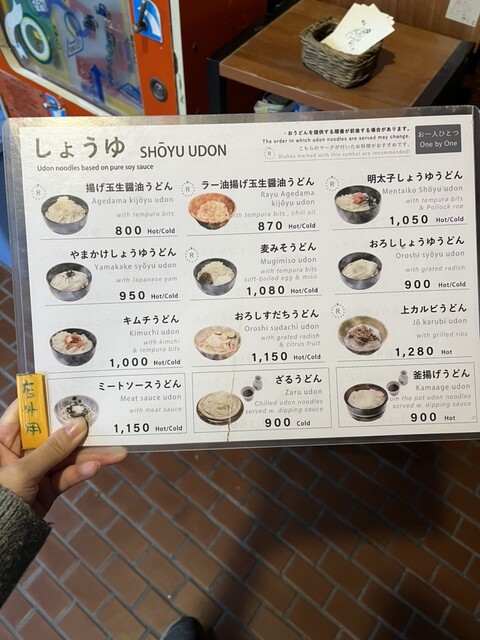 しょうゆ SHŌYU UDON
Udon noodles based on pure soy sauce
・おうどんを提供する順番が前後する場合があります。
The order in which udon noodles are served may change.
こちらのマークが付いたお料理がおすすめです。
Dishes marked with this symbol are recommended!
お一人ひとつ
One by One
揚げ玉生醤油うどん
Agedama kijōyu udon
with tempura bits
800 Hot/Cold
R
ラー油揚げ玉生醤油うどん
Rayu Agedama
kijōyu udon
with tempura bits , chili oil
870 Hot/Cold
R
明太子しょうゆうどん
Mentaiko Shōyu udon
with tempura bits
& Pollock roe
1,050 Hot/Cold
やまかけしょうゆうどん
Yamakake syōyu udon
with Japanese yam
950 Hot/Cold
R
麦みそうどん
Mugimiso udon
with tempura bits
soft-boiled egg & miso
1,080 Hot/Cold
おろししょうゆうどん
Oroshi syōyu udon
with grated radish
900 Hot/Cold
キムチうどん
Kimuchi udon
with kimchi
& tempura bits
1,000 Hot/Cold
おろしすだちうどん
Oroshi sudachi udon
with grated radish
& citrus fruit
1,150 Hot/Cold
R
上カルビうどん
Jō karubi udon
with grilled ribs
1,280 Hot
ミートソースうどん
Meat sauce udon
with meat sauce
1,150 Hot/Cold
ざるうどん
Zaru udon
Chilled udon noodles
served w. dipping sauce
900 Cold
釜揚げうどん
Kamaage udon
om the pot udon noodles
served w. dipping sauce
900 Hot